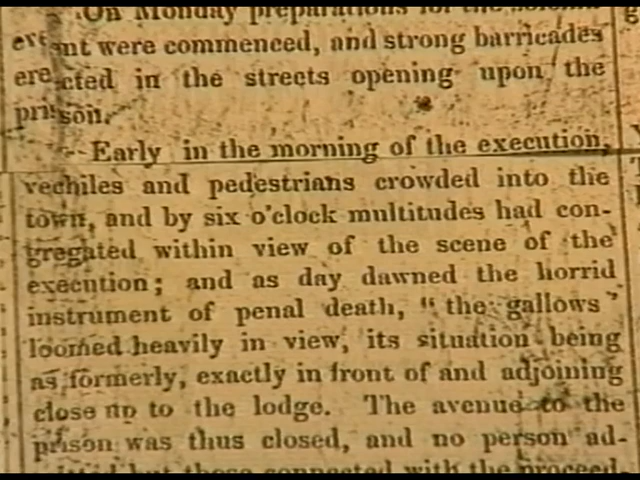 On Monday preparations for the solemn
event were commenced, and strong barricades
erected in the streets opening upon the
prison.
Early in the morning of the execution,
vechiles and pedestrians crowded into the
town, and by six o'clock multitudes had con-
gregated within view of the scene of the
execution; and as day dawned the horrid
instrument of penal death, "the gallows"
loomed heavily in view, its situation being
as formerly, exactly in front of and adjoining
close up to the lodge. The avenue to the
prison was thus closed, and no person ad-
but those connected with the proceed-